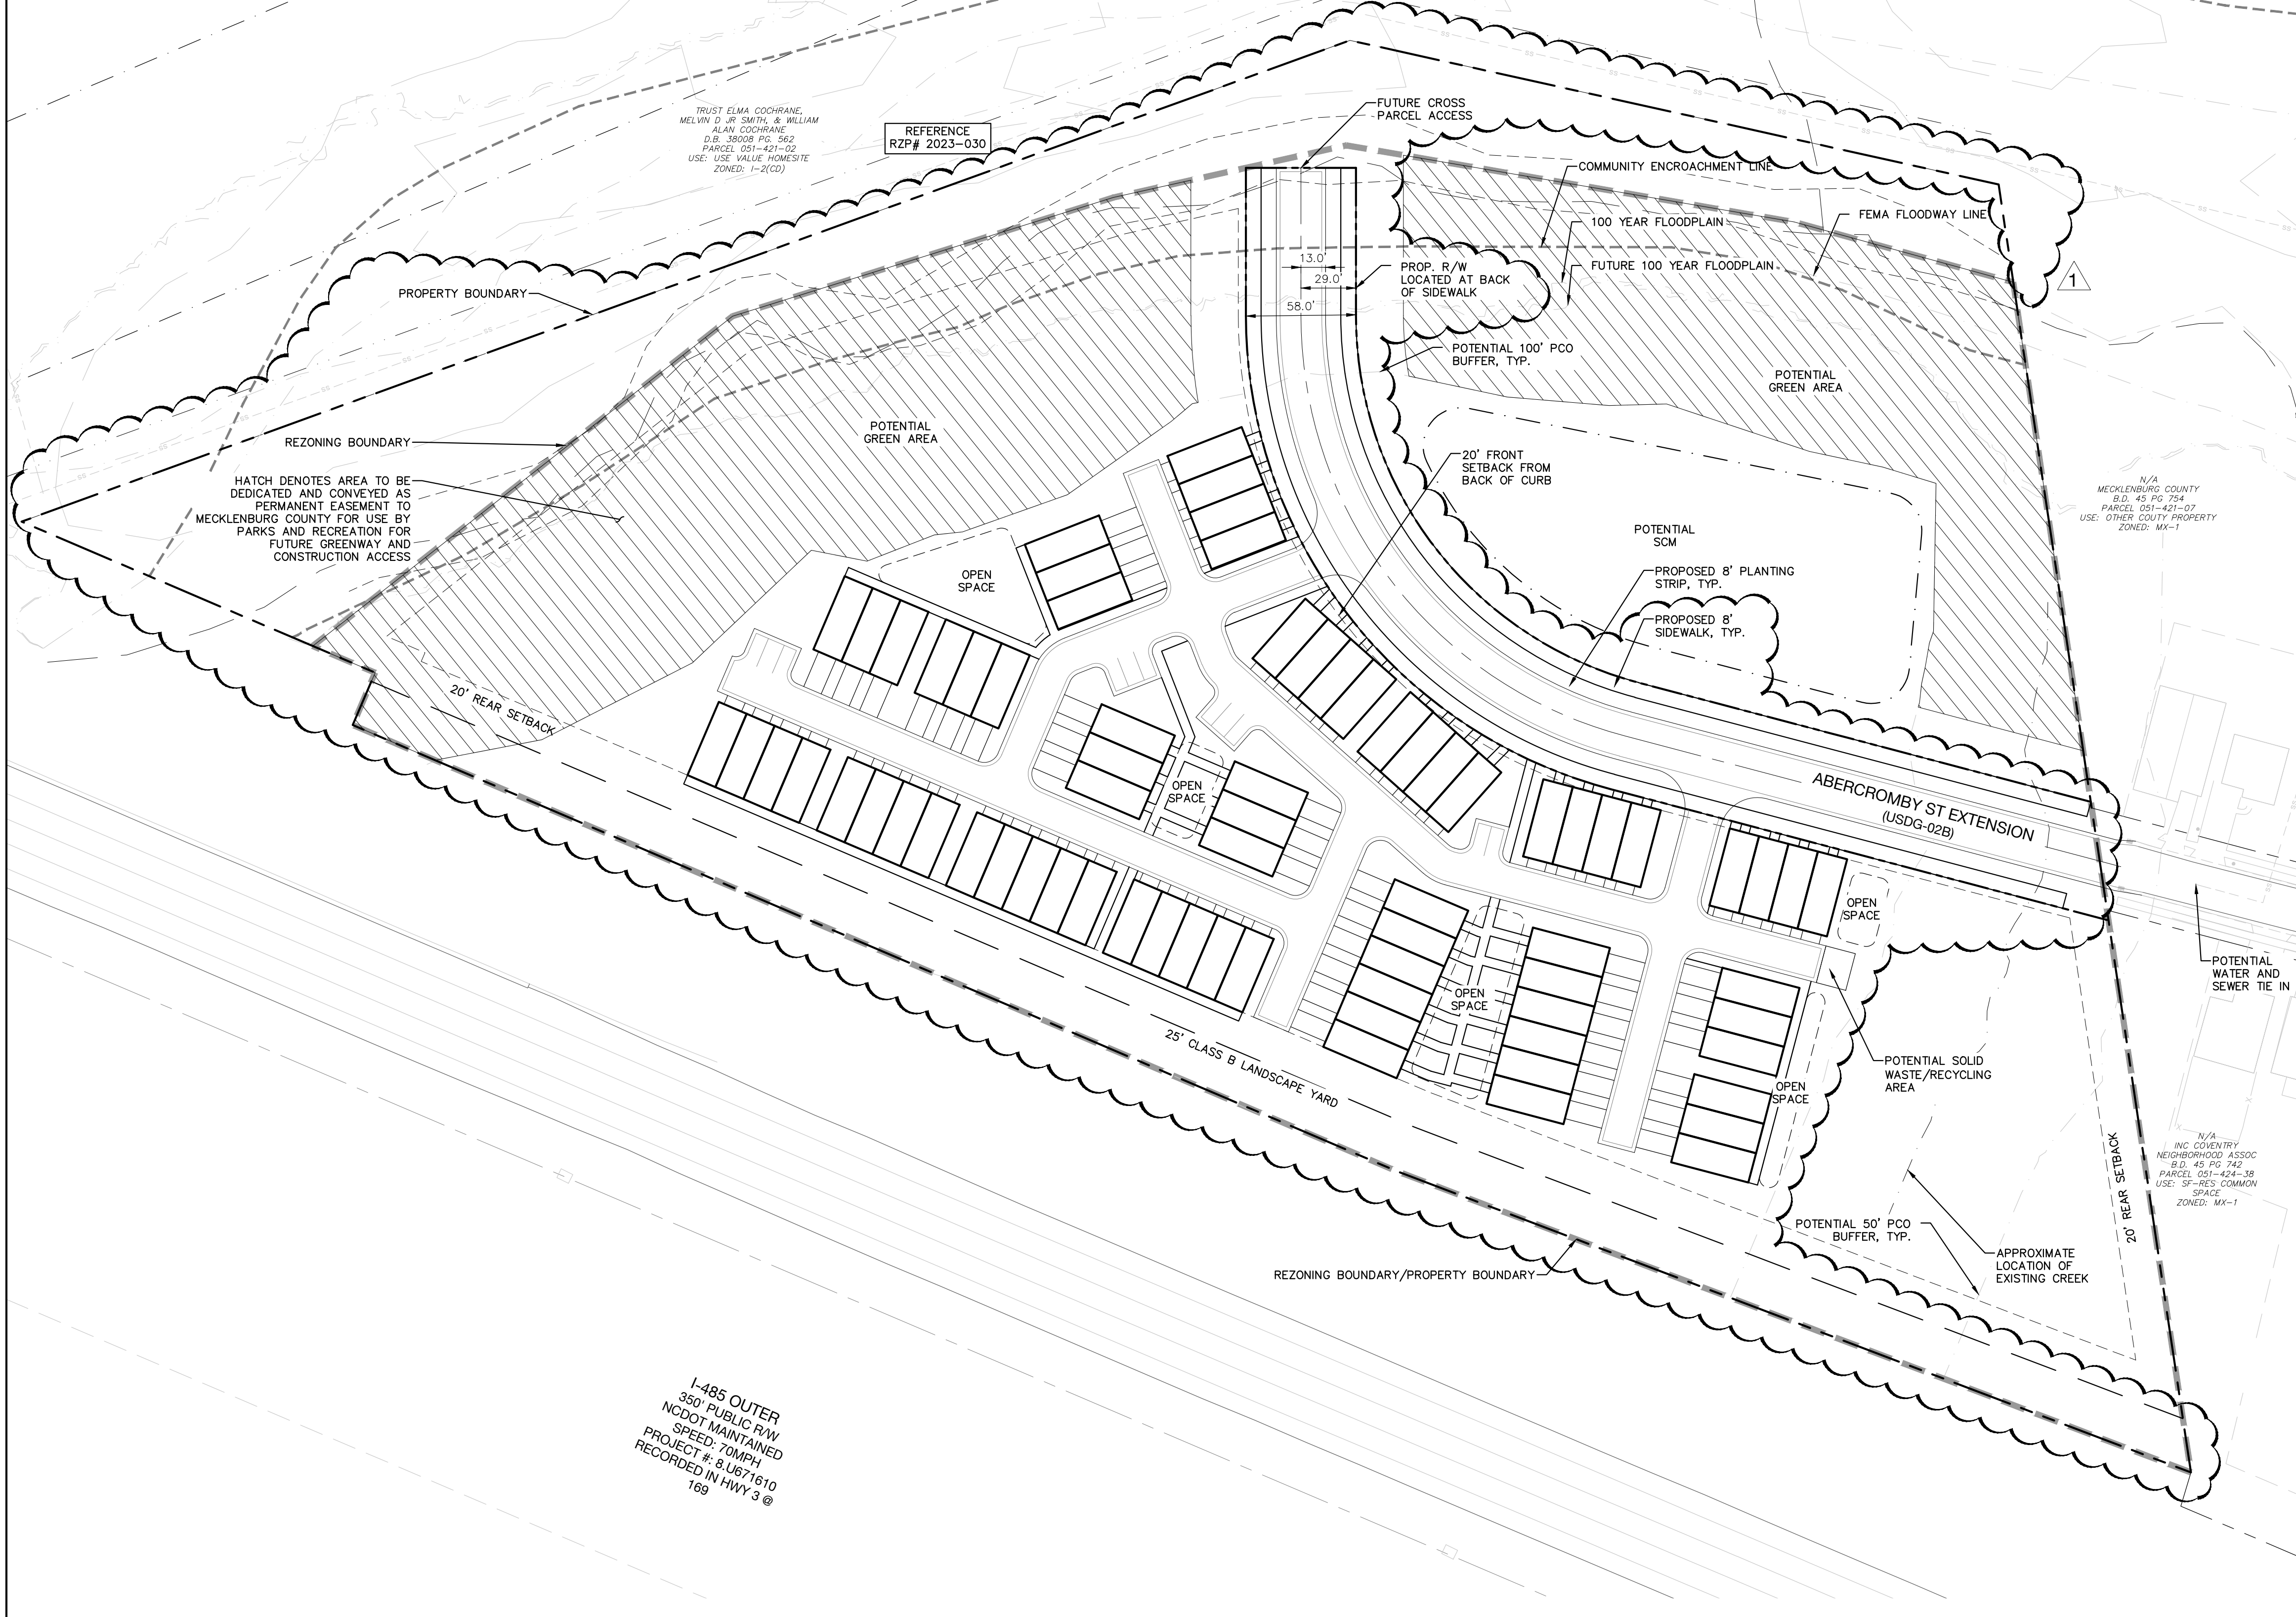 TRUST ELMA COCHRANE,
MELVIN D JR SMITH, & WILLIAM
ALAN COCHRANE
D.B. 38008 PG. 562
PARCEL 051-421-02
USE: USE VALUE HOMESITE
ZONED: I-2(CD)
REFERENCE
RZP# 2023-030
FUTURE CROSS
PARCEL ACCESS
COMMUNITY ENCROACHMENT LINE
100 YEAR FLOODPLAIN
FEMA FLOODWAY LINE
FUTURE 100 YEAR FLOODPLAIN
1
13.0'
29.0'
58.0'
PROP. R/W
LOCATED AT BACK
OF SIDEWALK
PROPERTY BOUNDARY
POTENTIAL 100' PCO
BUFFER, TYP.
POTENTIAL
GREEN AREA
POTENTIAL
GREEN AREA
REZONING BOUNDARY
HATCH DENOTES AREA TO BE
DEDICATED AND CONVEYED AS
PERMANENT EASEMENT TO
MECKLENBURG COUNTY FOR USE BY
PARKS AND RECREATION FOR
FUTURE GREENWAY AND
CONSTRUCTION ACCESS
20' FRONT
SETBACK FROM
BACK OF CURB
N/A
MECKLENBURG COUNTY
B.D. 45 PG 754
PARCEL 051-421-07
USE: OTHER COUTY PROPERTY
ZONED: MX-1
POTENTIAL
SCM
OPEN
SPACE
PROPOSED 8' PLANTING
STRIP, TYP.
PROPOSED 8'
SIDEWALK, TYP.
20' REAR SETBACK
OPEN
SPACE
ABERCROMBY ST EXTENSION
(USDG-02B)
OPEN
SPACE
POTENTIAL
WATER AND
SEWER TIE IN
OPEN
SPACE
25' CLASS B LANDSCAPE YARD
POTENTIAL SOLID
WASTE/RECYCLING
AREA
OPEN
SPACE
20' REAR SETBACK
N/A
INC COVENTRY
NEIGHBORHOOD ASSOC
B.D. 45 PG 742
PARCEL 051-424-38
USE: SF-RES COMMON
SPACE
ZONED: MX-1
POTENTIAL 50' PCO
BUFFER, TYP.
APPROXIMATE
LOCATION OF
EXISTING CREEK
REZONING BOUNDARY/PROPERTY BOUNDARY
I-485 OUTER
350' PUBLIC R/W
NCDOT MAINTAINED
SPEED: 70MPH
PROJECT #: 8.U671610
RECORDED IN HWY 3 @
169